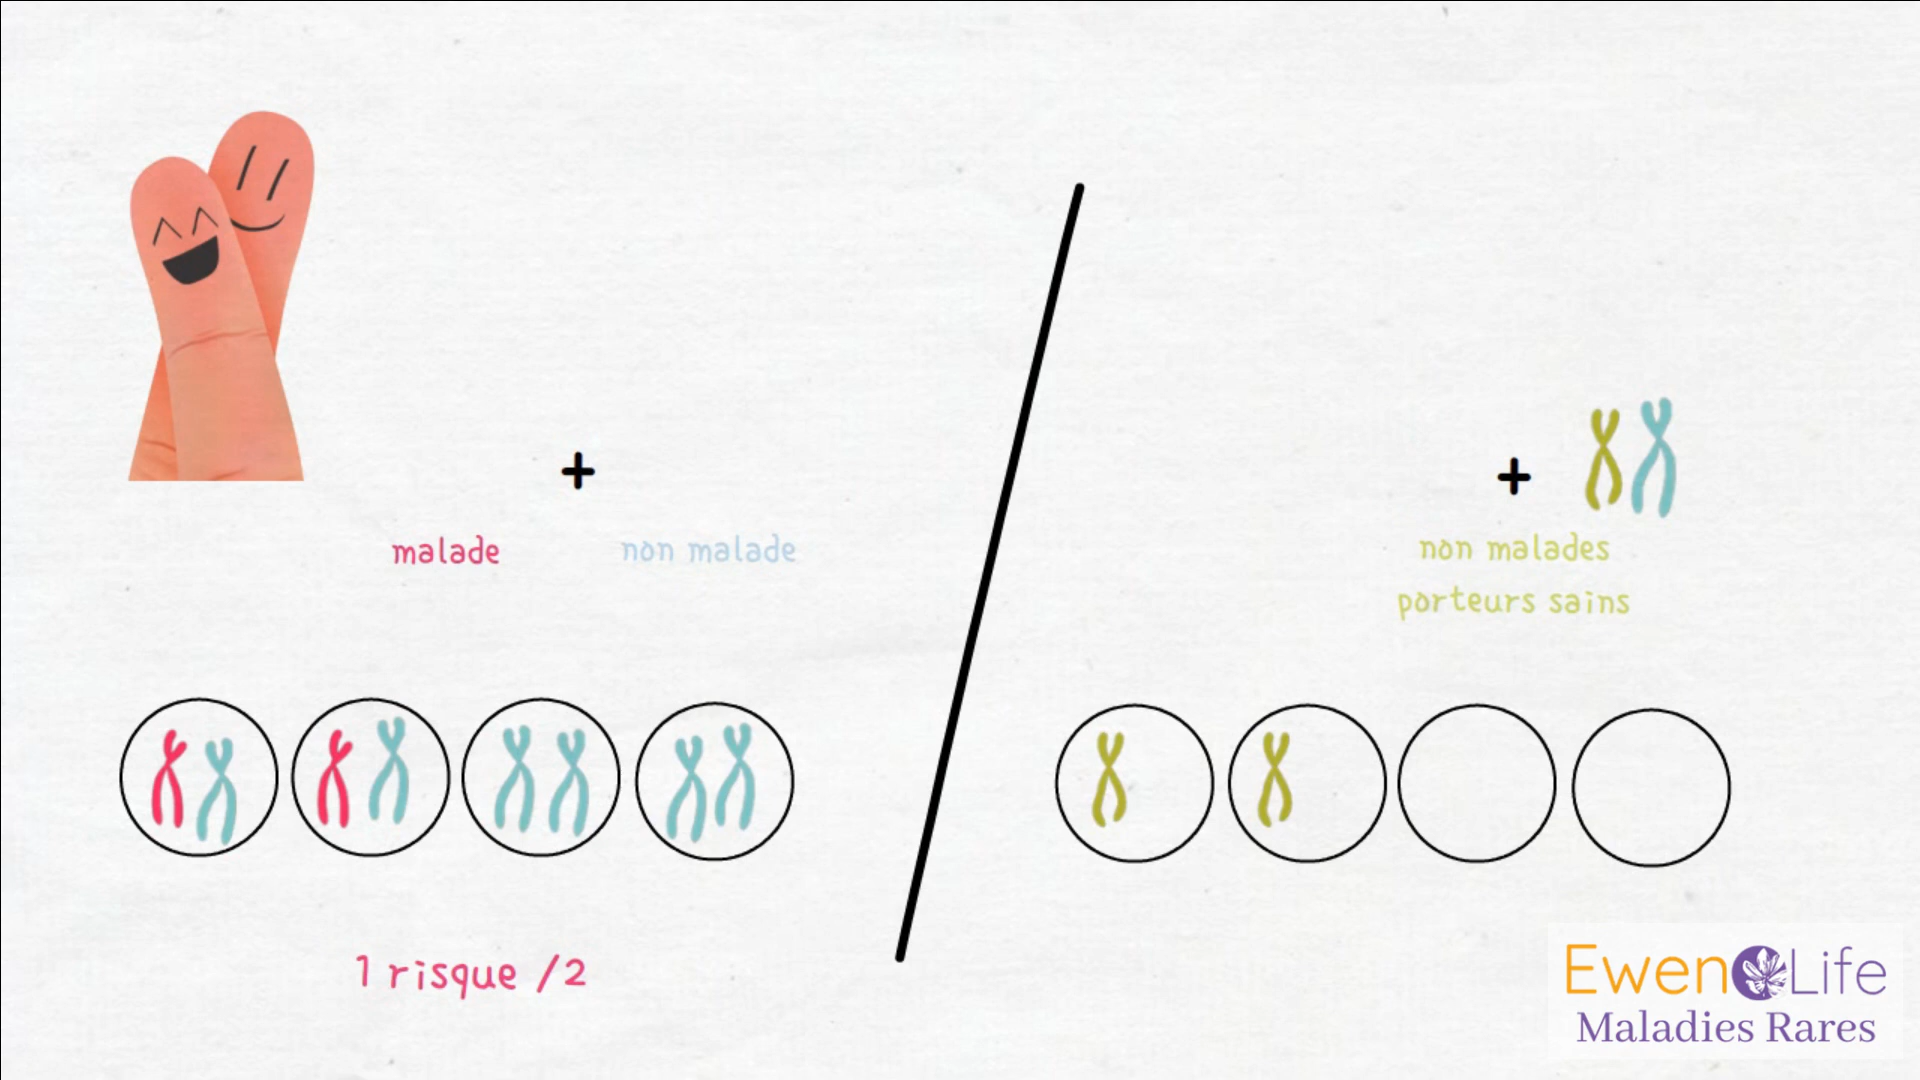 +
malade
non malade
+
non malades
porteurs sains
1 risque /2
Ewen Life
Maladies Rares